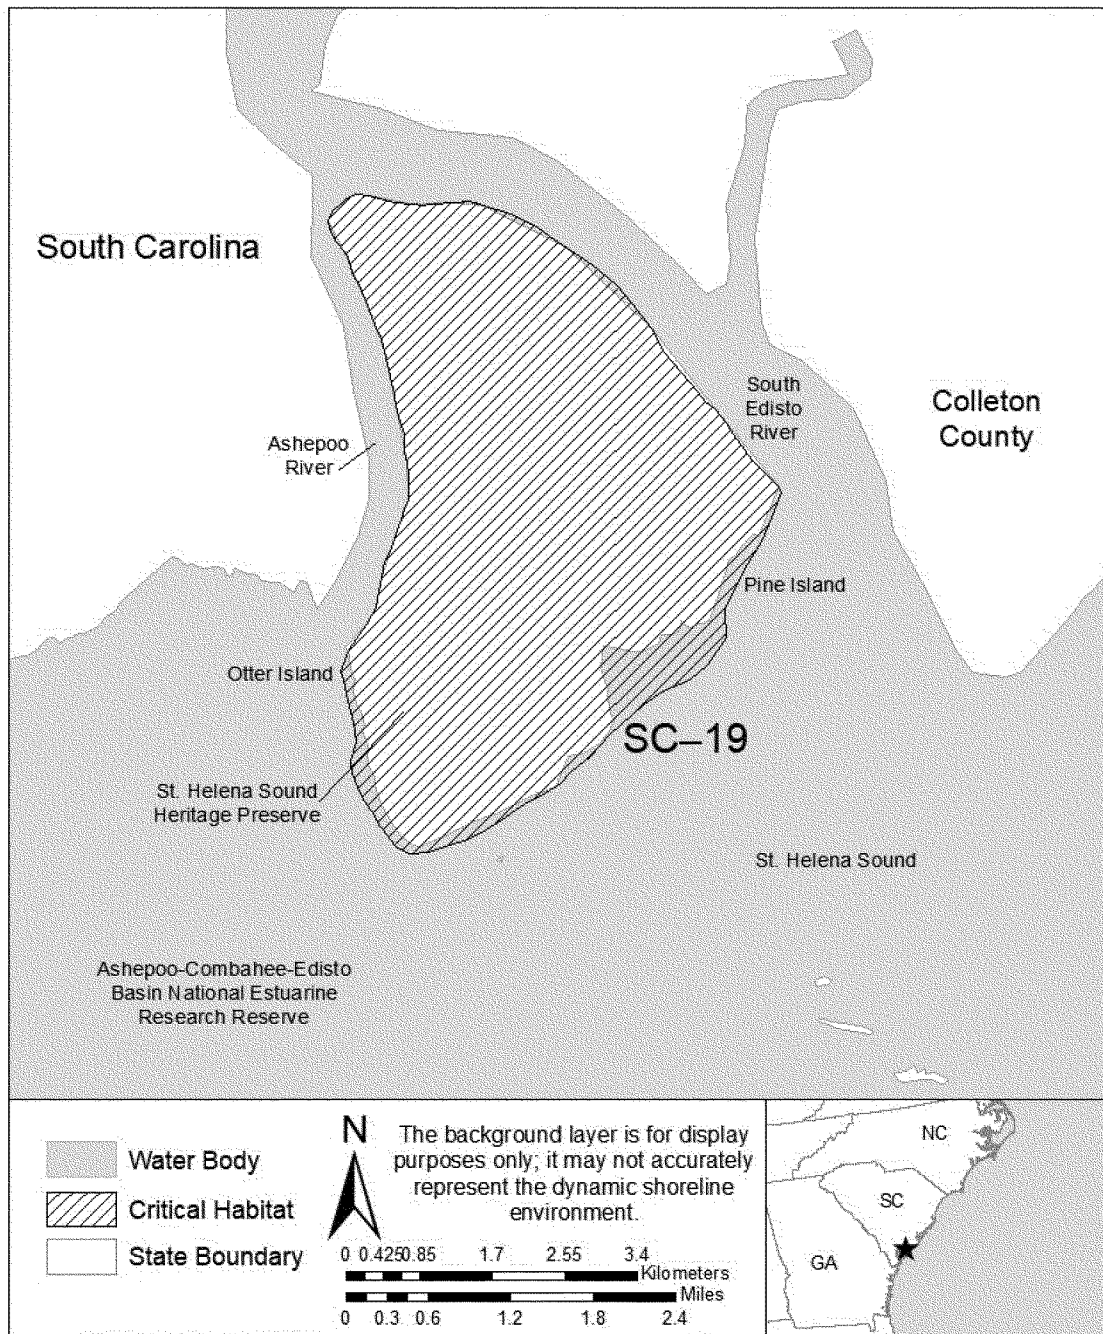 South Carolina
South
Edisto
River
Colleton
County
Ashepoo
River
Pine Island
Otter Island
SC–19
St. Helena Sound
Heritage Preserve
St. Helena Sound
Ashepoo-Combahee-Edisto
Basin National Estuarine
Research Reserve
Water Body
Critical Habitat
State Boundary
N
The background layer is for display
purposes only; it may not accurately
represent the dynamic shoreline
environment.
0 0.425 0.85 1.7 2.55 3.4
Kilometers
Miles
0 0.3 0.6 1.2 1.8 2.4
NC
SC
GA